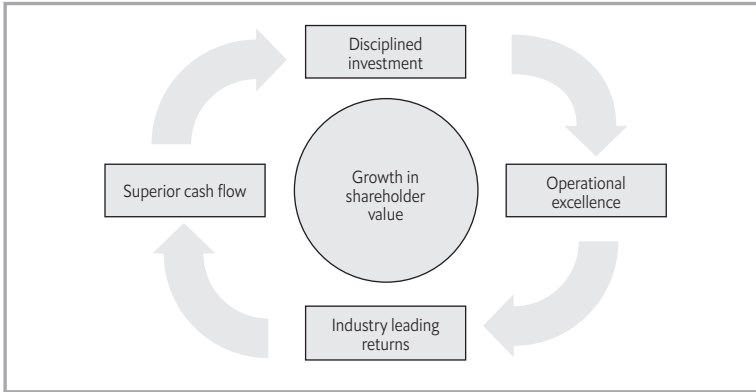 Disciplined
investment
Superior cash flow
Growth in
shareholder
value
Operational
excellence
Industry leading
returns